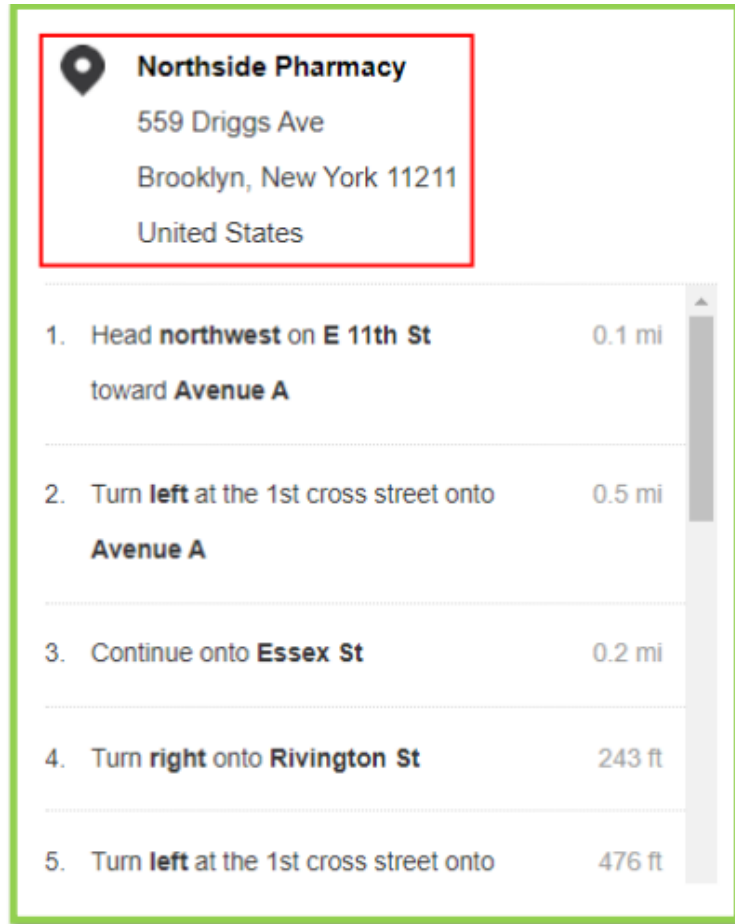 Northside Pharmacy
559 Driggs Ave
Brooklyn, New York 11211
United States
1. Head northwest on E 11th St 0.1 mi
toward Avenue A
2. Turn left at the 1st cross street onto 0.5 mi
Avenue A
3. Continue onto Essex St 0.2 mi
4. Turn right onto Rivington St 243 ft
5. Turn left at the 1st cross street onto 476 ft